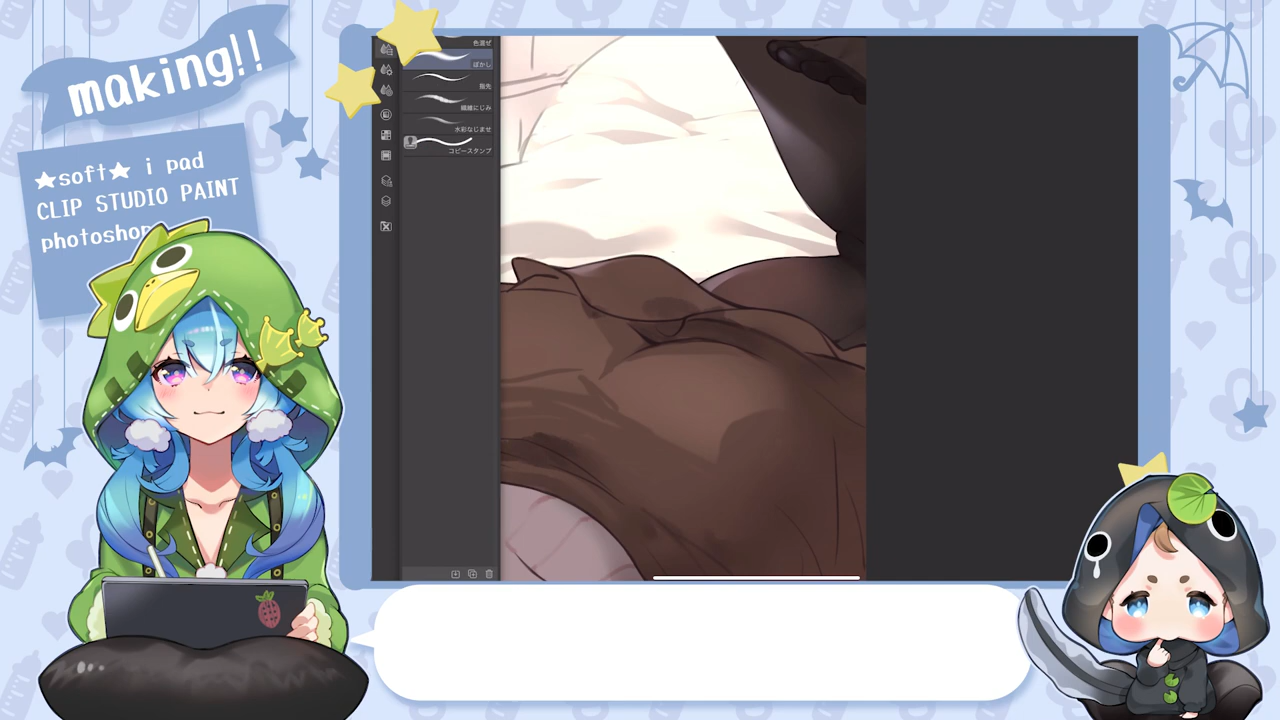 making!!
★soft★ i pad
CLIP STUDIO PAINT
photoshop
色混ぜ
ぼかし
指先
繊維にじみ
水彩なじませ
コピースタンプ